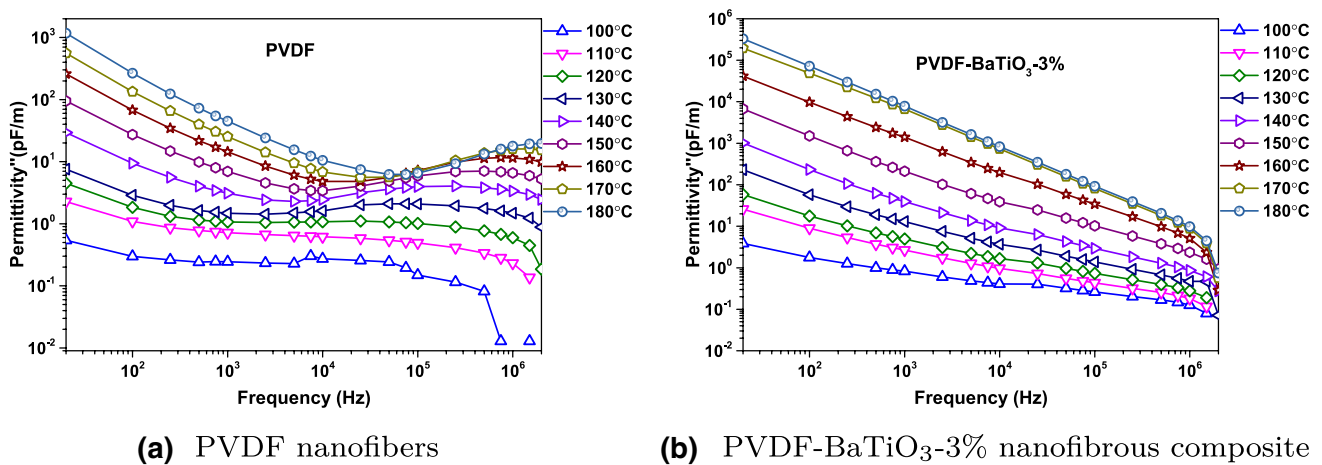 PVDF
Permittivity"(pF/m)
10³
10²
10¹
10⁰
10⁻¹
10⁻²
10² 10³ 10⁴ 10⁵ 10⁶
Frequency (Hz)
100°C
110°C
120°C
130°C
140°C
150°C
160°C
170°C
180°C
(a) PVDF nanofibers
PVDF-BaTiO₃-3%
Permittivity"(pF/m)
10⁶
10⁵
10⁴
10³
10²
10¹
10⁰
10⁻¹
10⁻²
10² 10³ 10⁴ 10⁵ 10⁶
Frequency (Hz)
100°C
110°C
120°C
130°C
140°C
150°C
160°C
170°C
180°C
(b) PVDF-BaTiO₃-3% nanofibrous composite